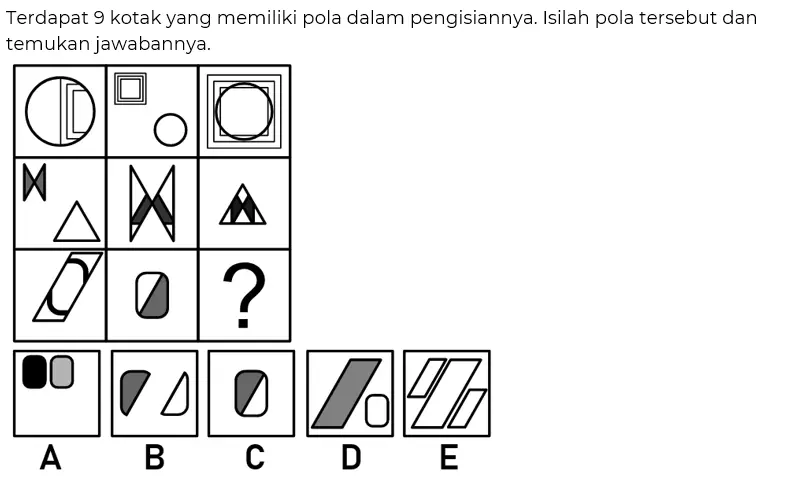 Terdapat 9 kotak yang memiliki pola dalam pengisiannya. Isilah pola tersebut dan
temukan jawabannya.
?
A B C D E